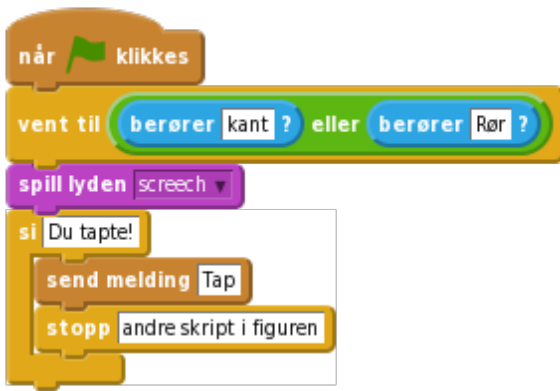 når klikkes
vent til berører kant ? eller berører Rør ?
spill lyden screech
si Du tapte!
send melding Tap
stopp andre skript i figuren